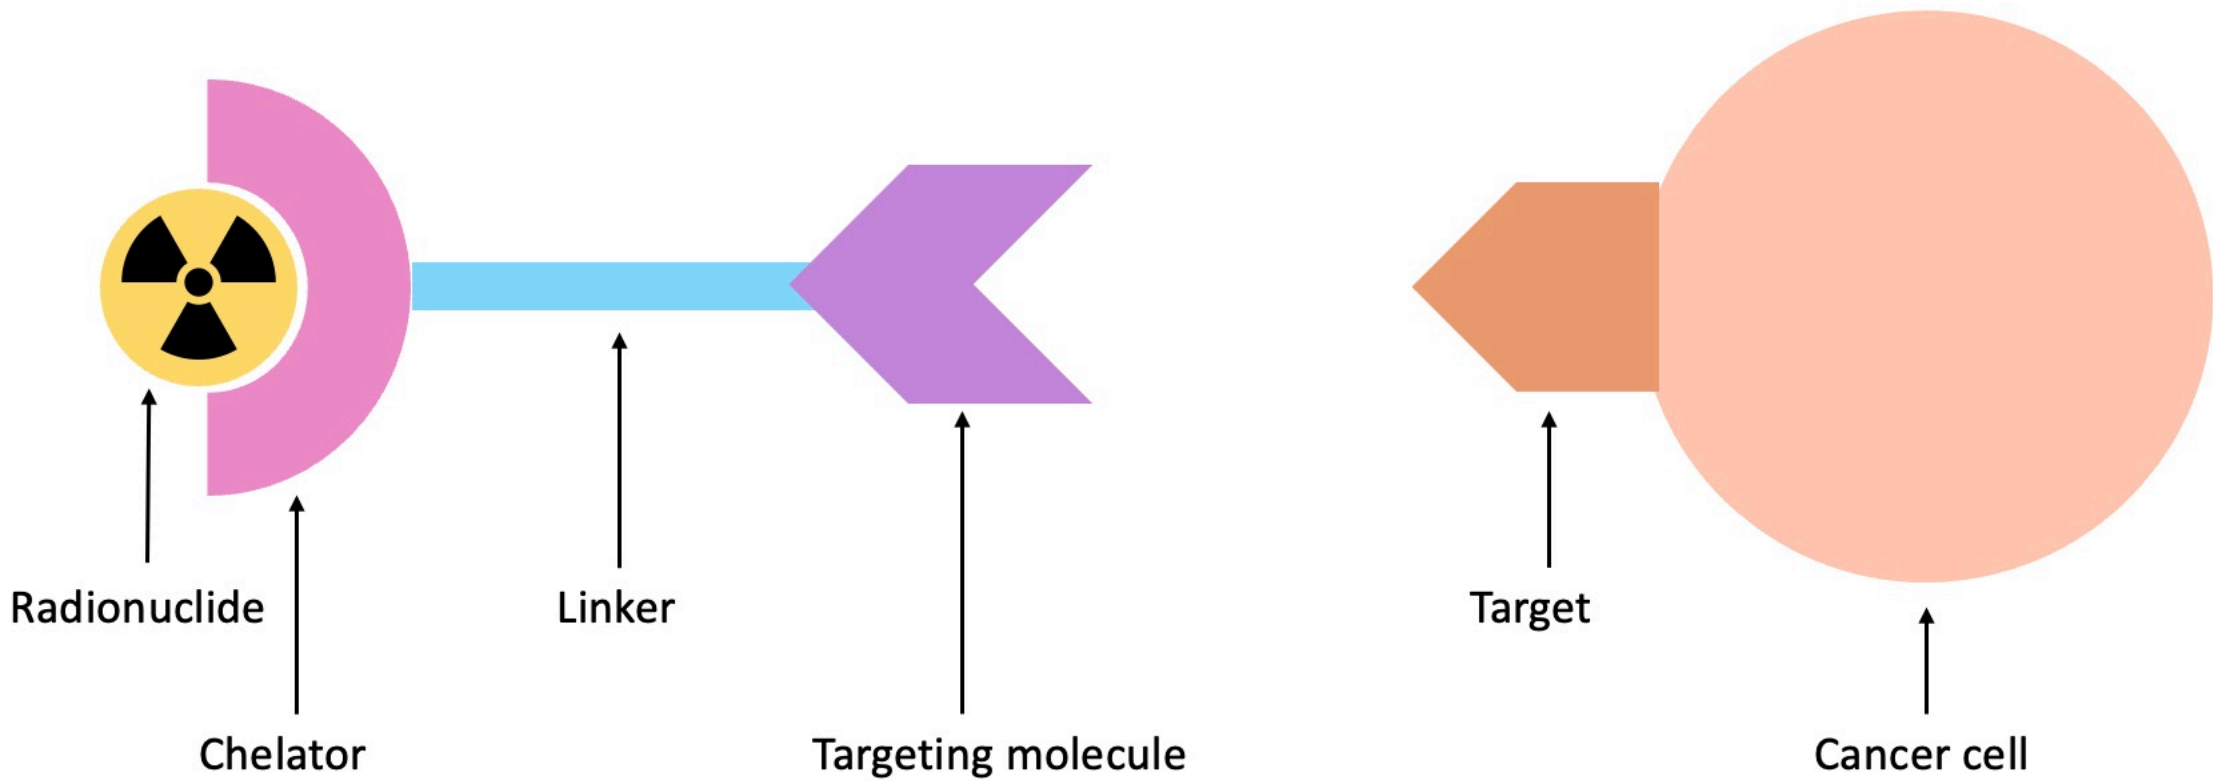 Radionuclide
Linker
Target
Chelator
Targeting molecule
Cancer cell